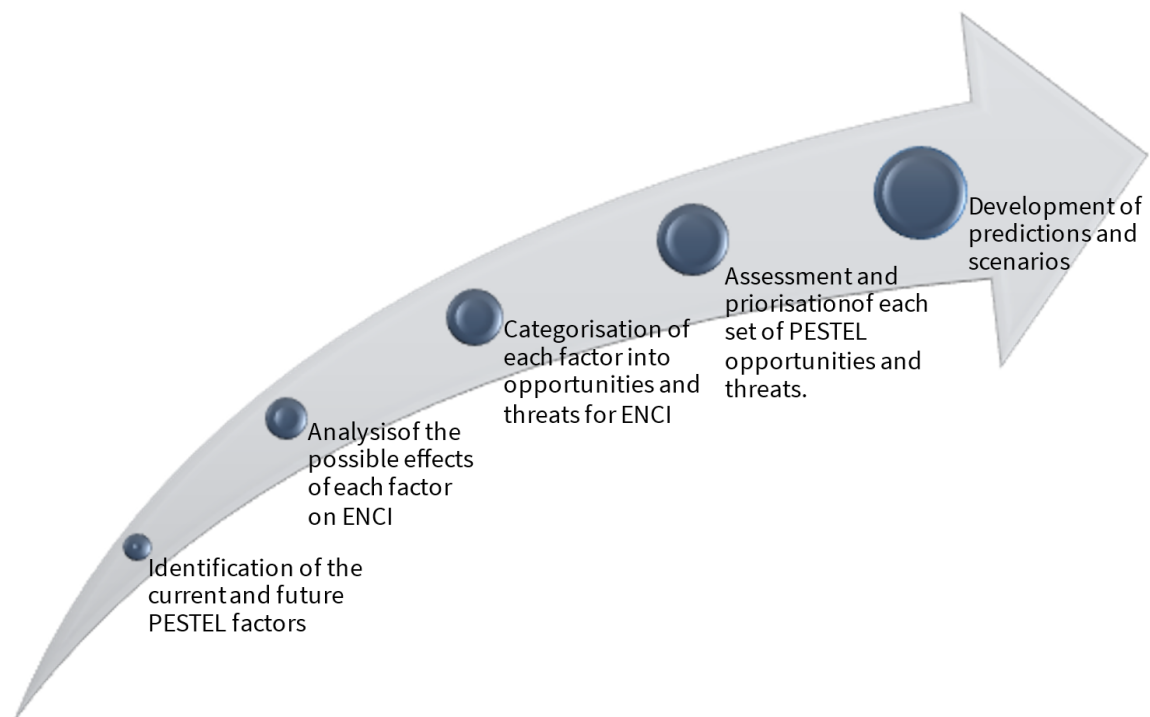 Identification of the
current and future
PESTEL factors
Analysisof the
possible effects
of each factor
on ENCI
Categorisation of
each factor into
opportunities and
threats for ENCI
Assessment and
priorisationof each
set of PESTEL
opportunities and
threats.
Development of
predictions and
scenarios